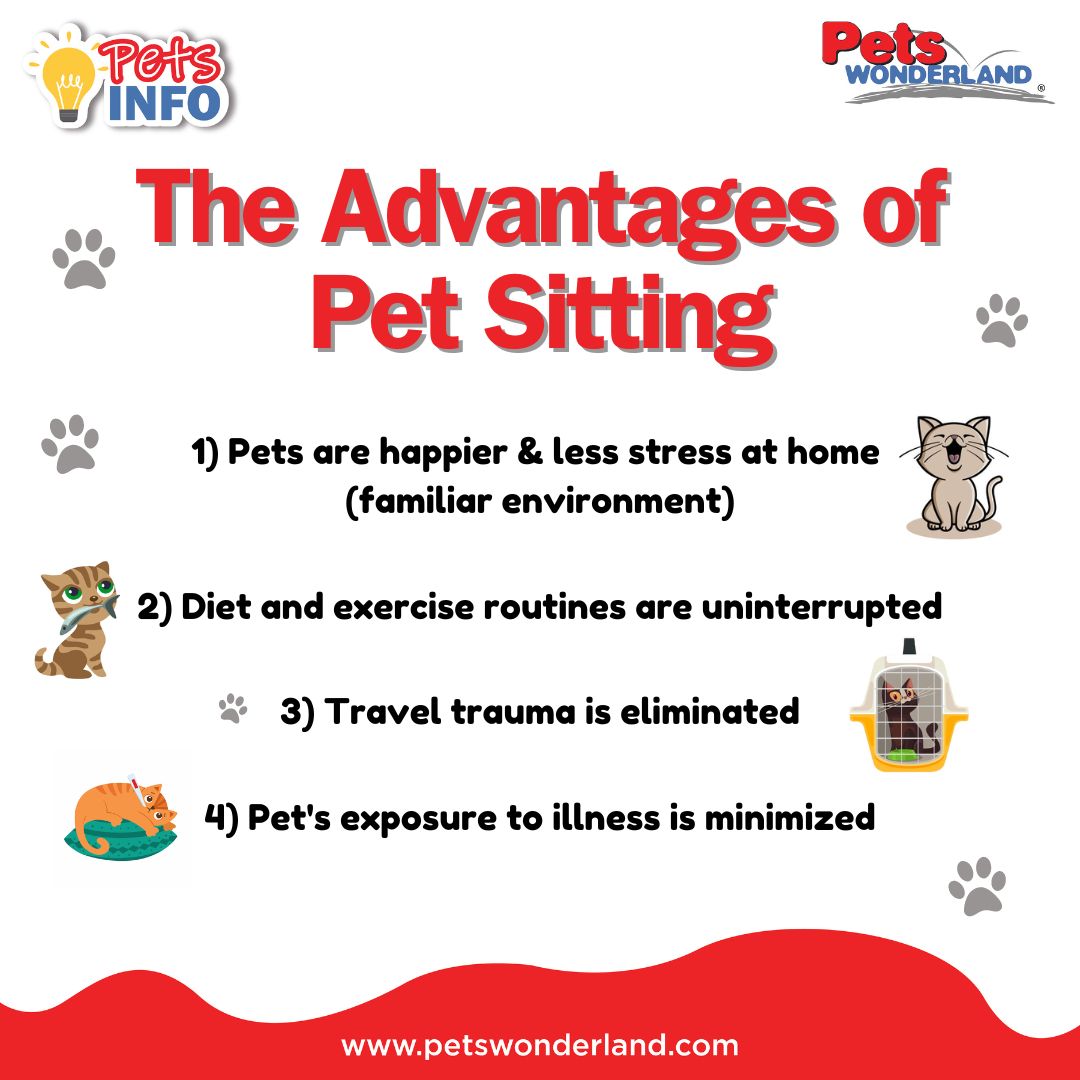 Pets
INFO
Pets
WONDERLAND®
The Advantages of
Pet Sitting
1) Pets are happier & less stress at home
(familiar environment)
2) Diet and exercise routines are uninterrupted
3) Travel trauma is eliminated
4) Pet's exposure to illness is minimized
www.petswonderland.com